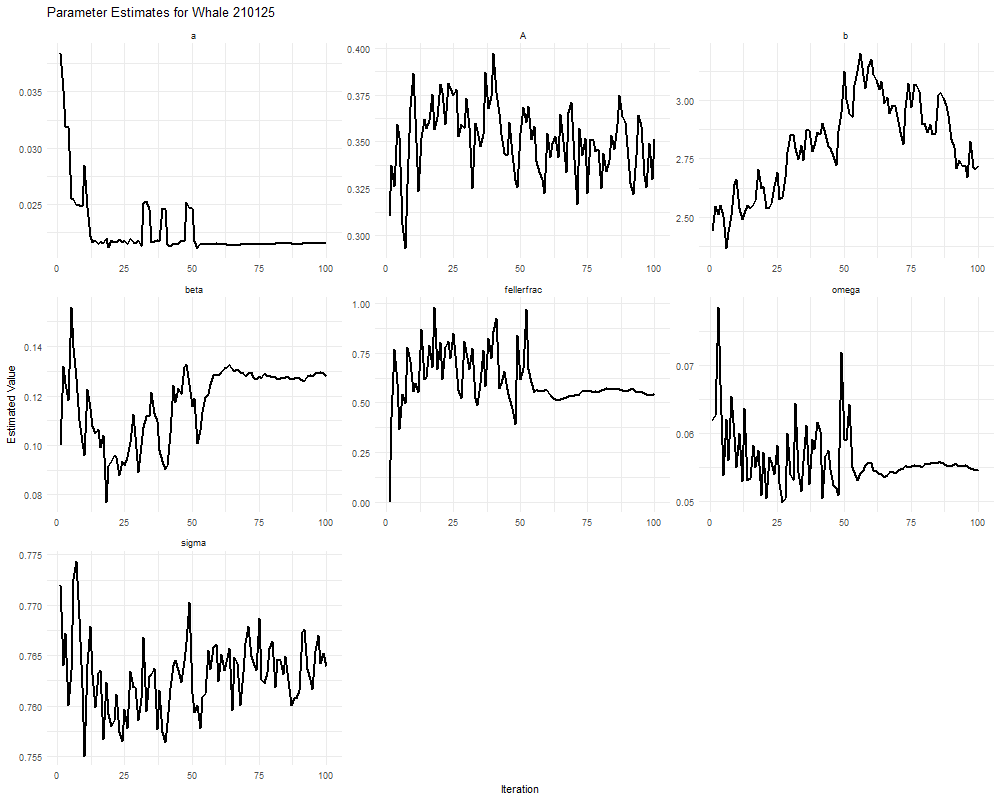 Parameter Estimates for Whale 210125
a
A
b
0.035
0.030
0.025
0.400
0.375
0.350
0.325
0.300
3.00
2.75
2.50
0 25 50 75 100
0 25 50 75 100
0 25 50 75 100
beta
fellerfrac
omega
0.14
0.12
0.10
0.08
1.00
0.75
0.50
0.25
0.00
0.07
0.06
0.05
0 25 50 75 100
0 25 50 75 100
0 25 50 75 100
Estimated Value
sigma
0.775
0.770
0.765
0.760
0.755
0 25 50 75 100
Iteration